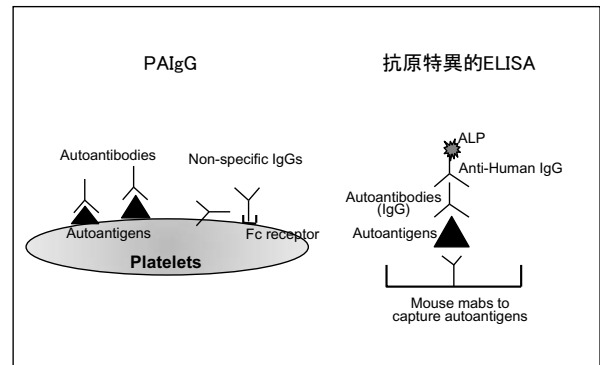 PAIgG
Autoantibodies
Non-specific IgGs
Autoantigens
Fc receptor
Platelets
抗原特異的ELISA
ALP
Anti-Human IgG
Autoantibodies
(IgG)
Autoantigens
Mouse mabs to
capture autoantigens